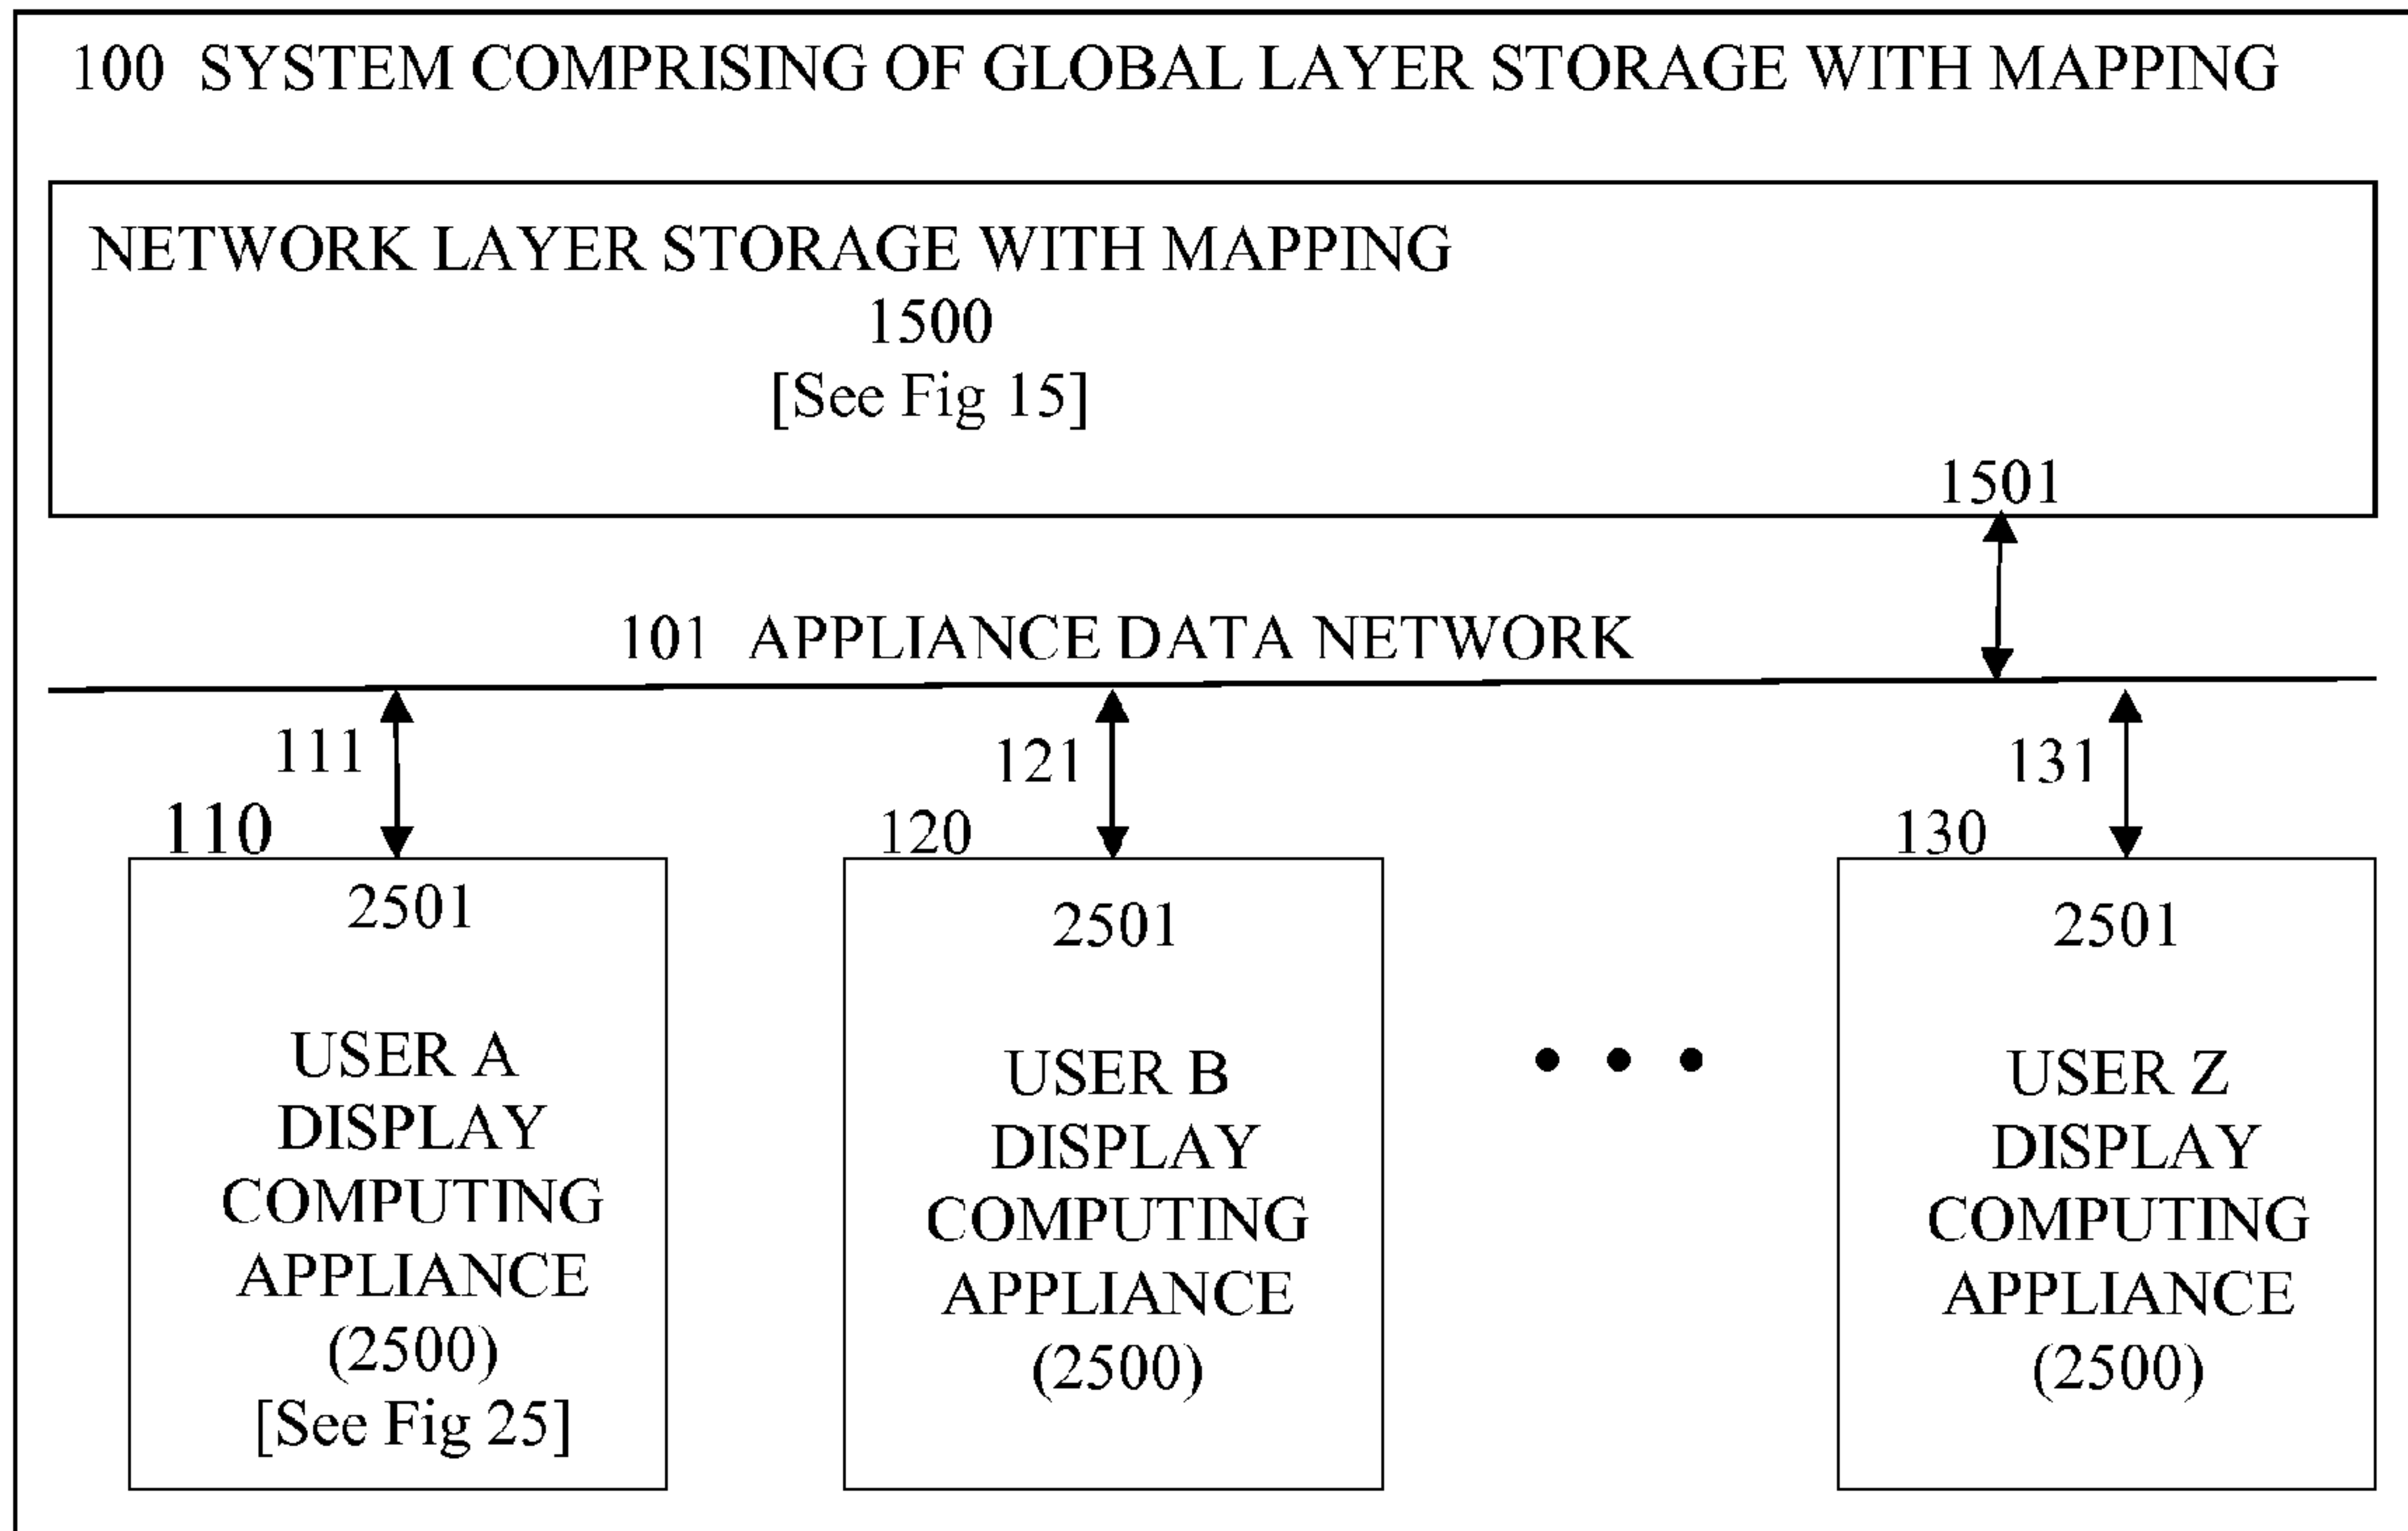 100 SYSTEM COMPRISING OF GLOBAL LAYER STORAGE WITH MAPPING
NETWORK LAYER STORAGE WITH MAPPING
1500
[See Fig 15]
1501
101 APPLIANCE DATA NETWORK
111
121
131
110
120
130
2501
USER A
DISPLAY
COMPUTING
APPLIANCE
(2500)
[See Fig 25]
2501
USER B
DISPLAY
COMPUTING
APPLIANCE
(2500)
• • •
2501
USER Z
DISPLAY
COMPUTING
APPLIANCE
(2500)